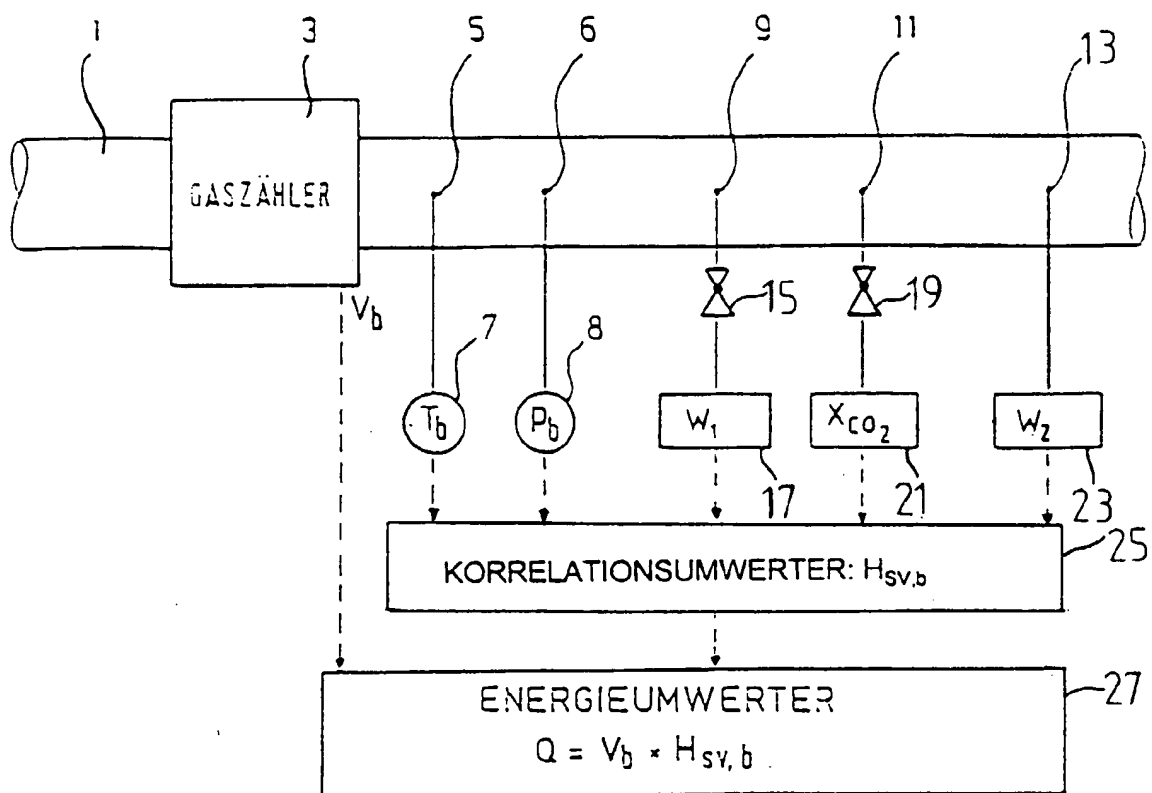 1 3 5 6 9 11 13
GASZÄHLER
V_b
15 19
7 8
T_b P_b W_1 X_CO_2 W_2
17 21 23
25
KORRELATIONSUMWERTER: H_SV,b
27
ENERGIEUMWERTER
Q = V_b * H_SV,b